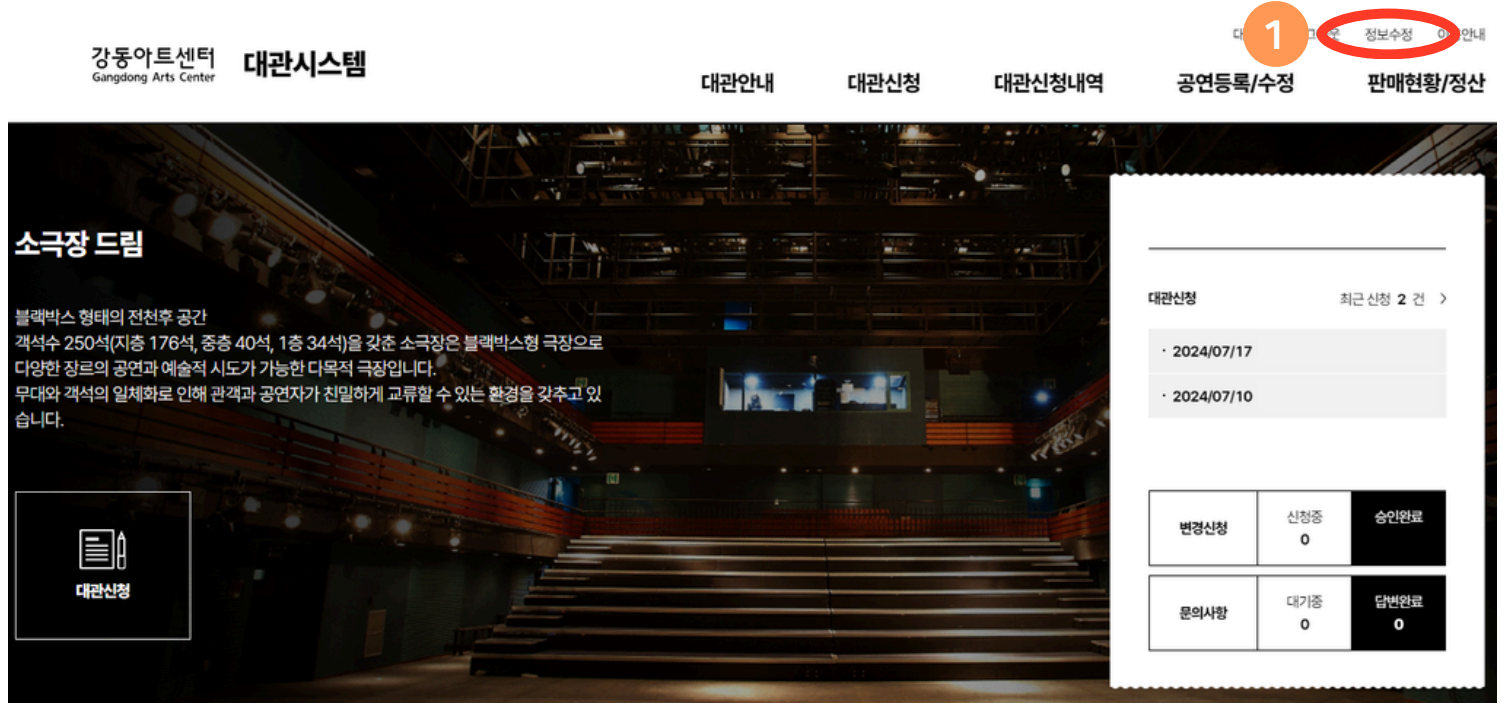 1
정보수정
강동아트센터
Gangdong Arts Center
대관시스템
대관안내
대관신청
대관신청내역
공연등록/수정
판매현황/정산
소극장 드림
블랙박스 형태의 전천후 공간
객석수 250석(지층 176석, 중층 40석, 1층 34석)을 갖춘 소극장은 블랙박스형 극장으로
다양한 장르의 공연과 예술적 시도가 가능한 다목적 극장입니다.
무대와 객석의 일체화로 인해 관객과 공연자가 친밀하게 교류할 수 있는 환경을 갖추고 있
습니다.
대관신청
대관신청
최근 신청 2 건 >
· 2024/07/17
· 2024/07/10
변경신청
신청중
0
승인완료
문의사항
대기중
0
답변완료
0